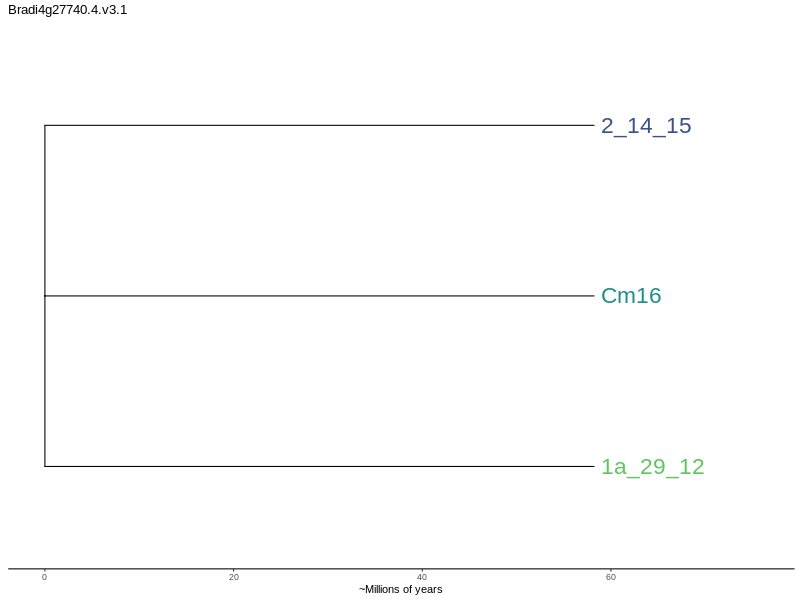 Bradi4g27740.4.v3.1
2_14_15
Cm16
1a_29_12
0 20 40 60
~Millions of years